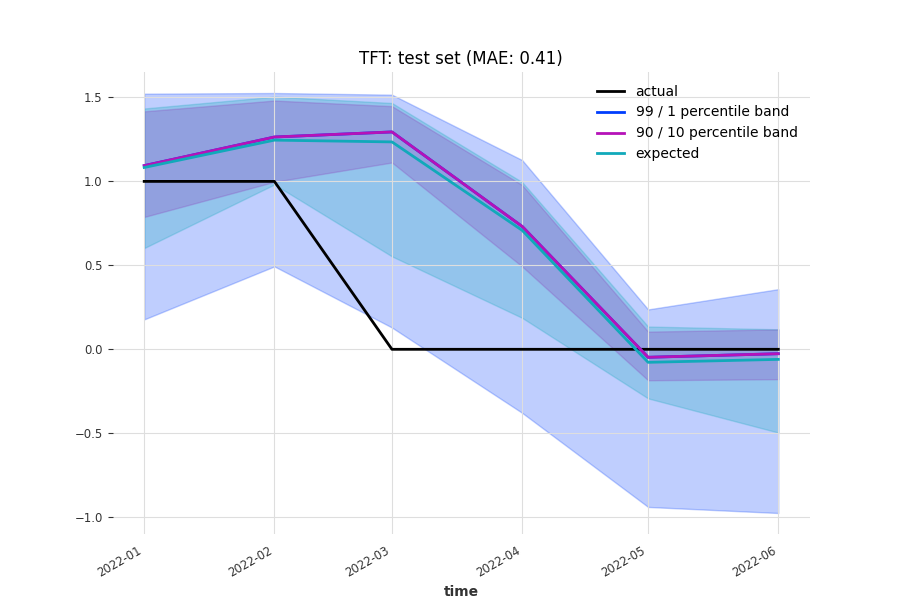 TFT: test set (MAE: 0.41)
actual
99 / 1 percentile band
90 / 10 percentile band
expected
1.5
1.0
0.5
0.0
−0.5
−1.0
2022-01
2022-02
2022-03
2022-04
2022-05
2022-06
time